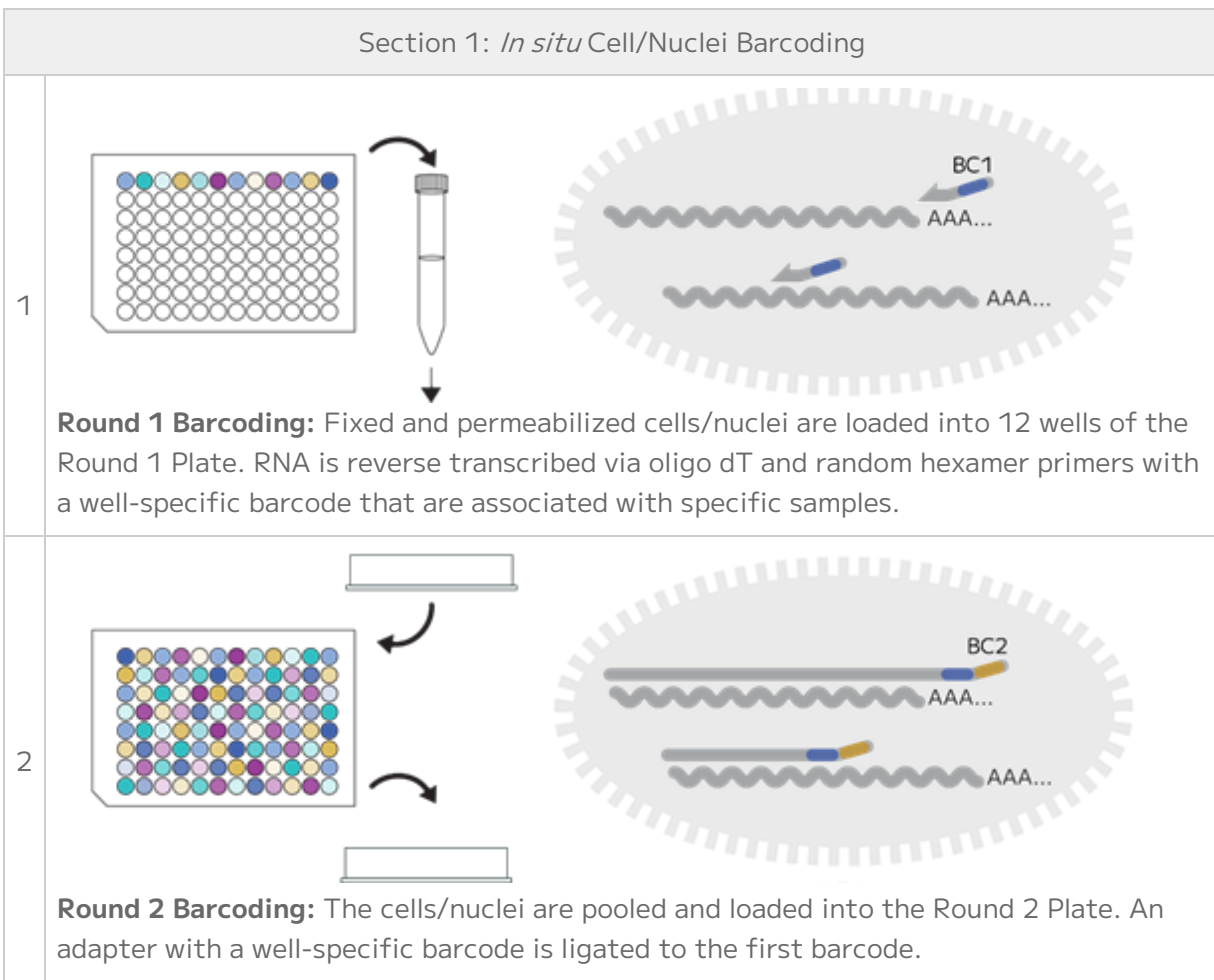 Section 1: In situ Cell/Nuclei Barcoding
1
BC1
AAA...
AAA...
Round 1 Barcoding: Fixed and permeabilized cells/nuclei are loaded into 12 wells of the
Round 1 Plate. RNA is reverse transcribed via oligo dT and random hexamer primers with
a well-specific barcode that are associated with specific samples.
2
BC2
AAA...
AAA...
Round 2 Barcoding: The cells/nuclei are pooled and loaded into the Round 2 Plate. An
adapter with a well-specific barcode is ligated to the first barcode.